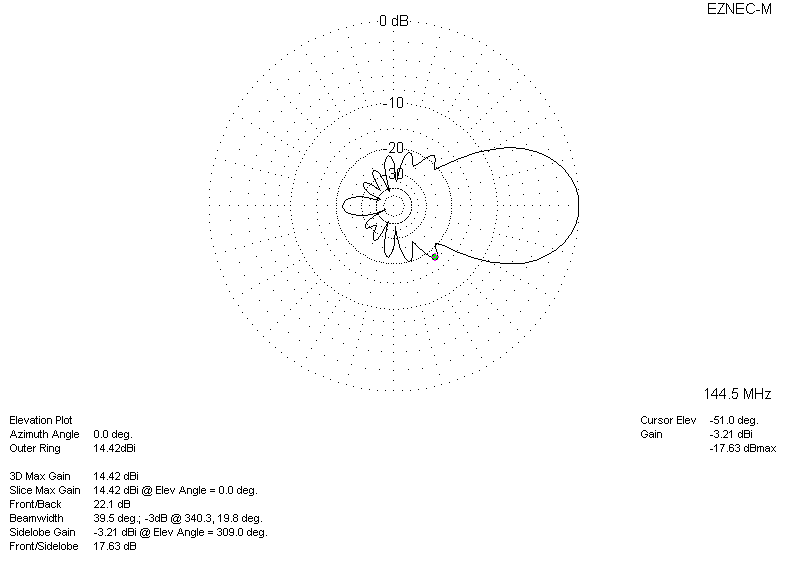 EZNEC-M
0 dB
-10
-20
-30
144.5 MHz
Elevation Plot
Azimuth Angle 0.0 deg.
Outer Ring 14.42dBi
Cursor Elev -51.0 deg.
Gain -3.21 dBi
-17.63 dBmax
3D Max Gain 14.42 dBi
Slice Max Gain 14.42 dBi @ Elev Angle = 0.0 deg.
Front/Back 22.1 dB
Beamwidth 39.5 deg.; -3dB @ 340.3, 19.8 deg.
Sidelobe Gain -3.21 dBi @ Elev Angle = 309.0 deg.
Front/Sidelobe 17.63 dB